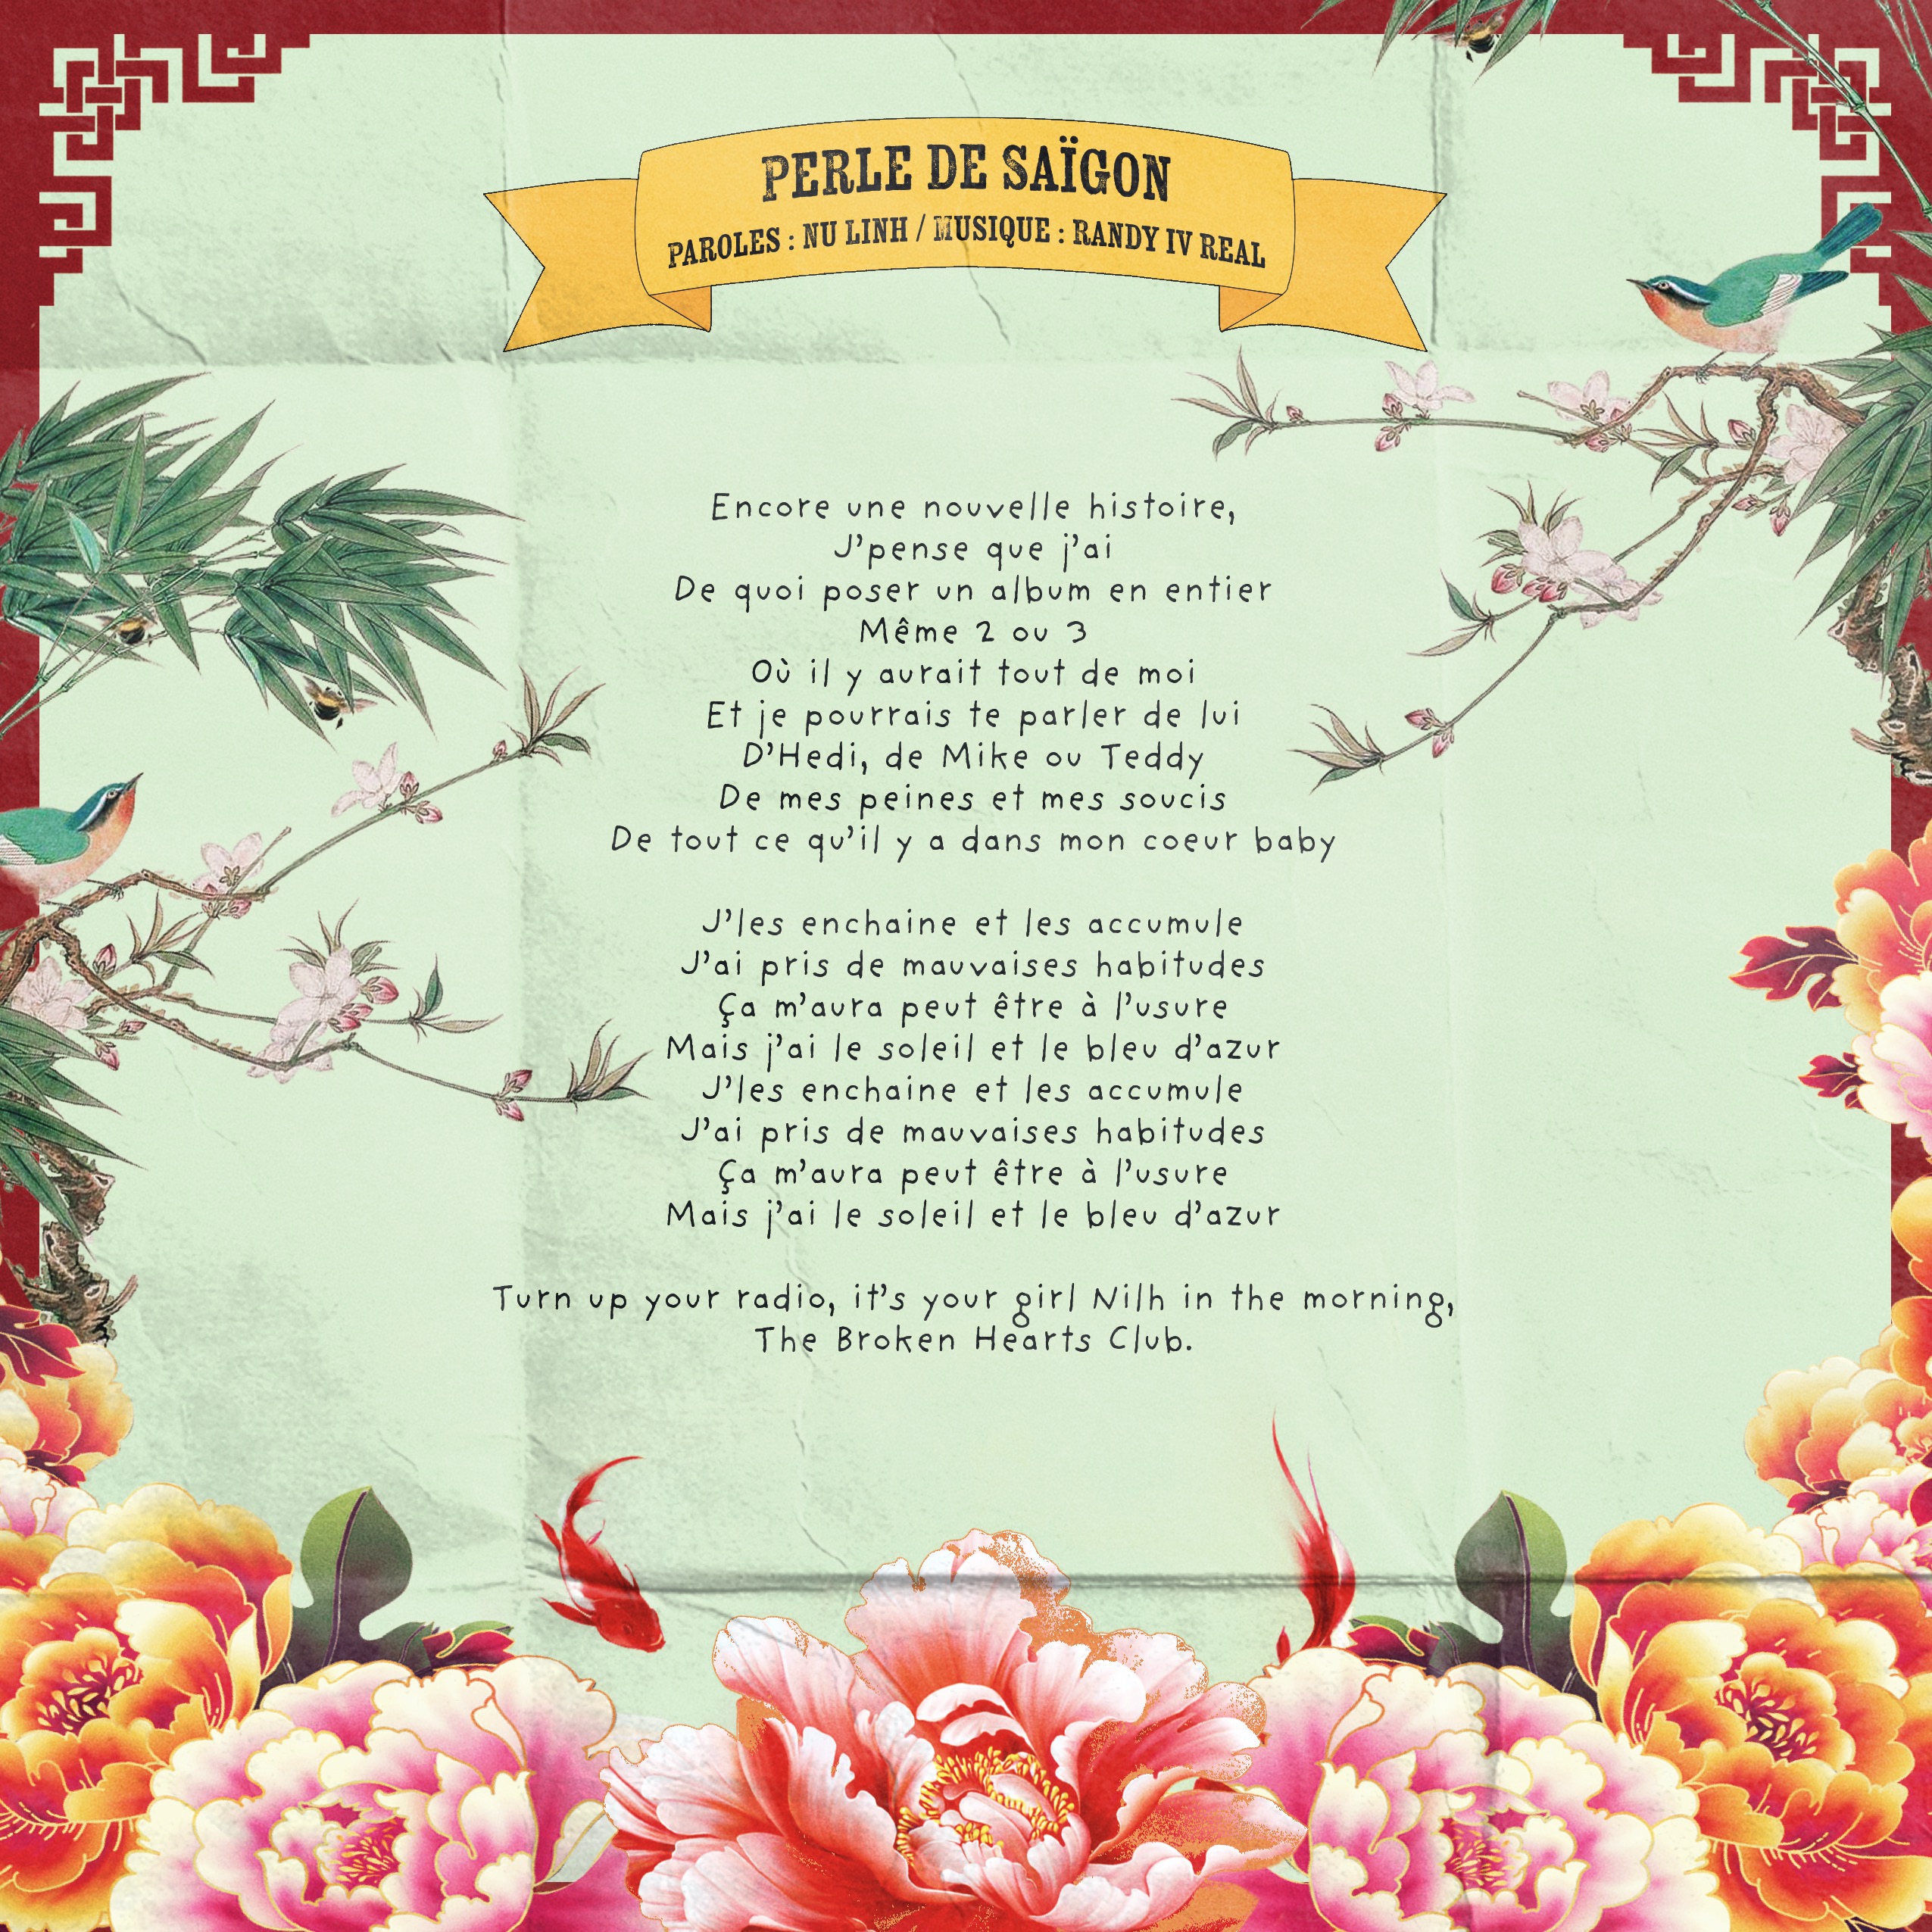 PERLE DE SAÏGON
PAROLES : NU LINH / MUSIQUE : RANDY IV REAL
Encore une nouvelle histoire,
J'pense que j'ai
De quoi poser un album en entier
Même 2 ou 3
Où il y aurait tout de moi
Et je pourrais te parler de lui
D'Hedi, de Mike ou Teddy
De mes peines et mes soucis
De tout ce qu'il y a dans mon coeur baby
J'les enchaine et les accumule
J'ai pris de mauvaises habitudes
Ça m'aura peut être à l'usure
Mais j'ai le soleil et le bleu d'azur
J'les enchaine et les accumule
J'ai pris de mauvaises habitudes
Ça m'aura peut être à l'usure
Mais j'ai le soleil et le bleu d'azur
Turn up your radio, it's your girl Nilh in the morning,
The Broken Hearts Club.